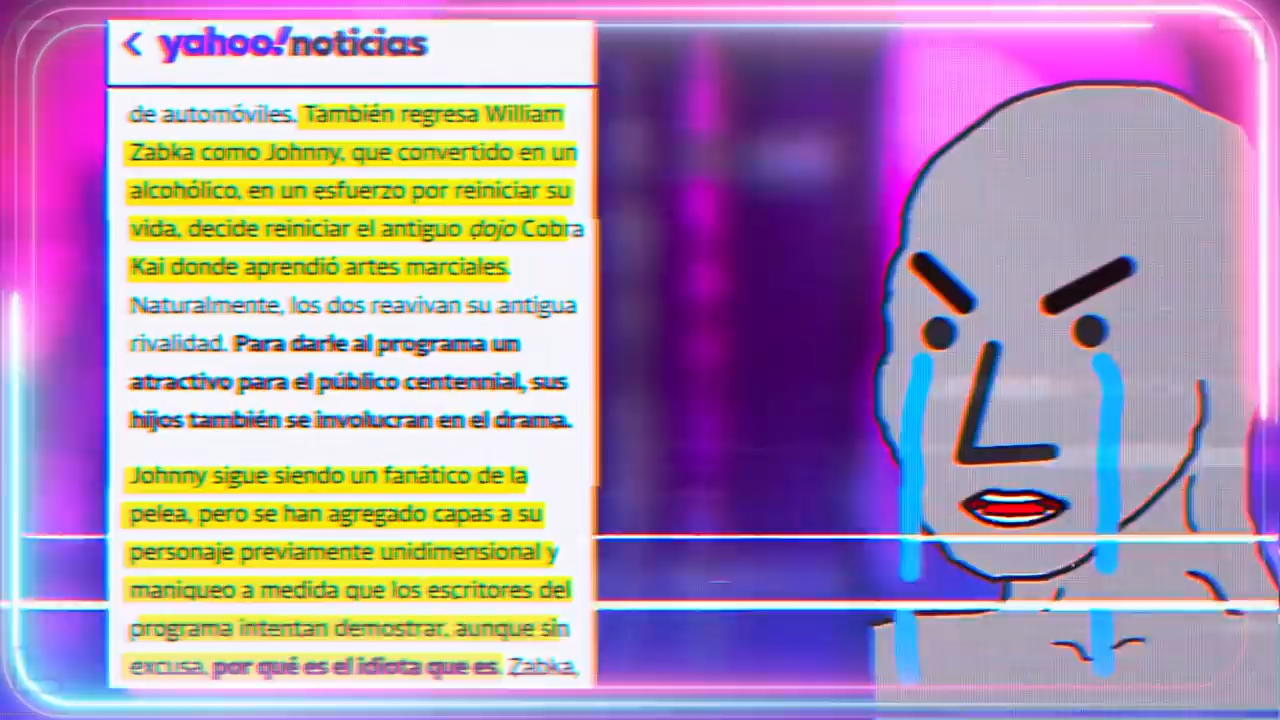 yahoo!noticias
de automóviles. También regresa William
Zabka como Johnny, que convertido en un
alcohólico, en un esfuerzo por reiniciar su
vida, decide reiniciar el antiguo dojo Cobra
Kai donde aprendió artes marciales.
Naturalmente, los dos reavivan su antigua
rivalidad. Para darle al programa un
atractivo para el público centennial, sus
hijos también se involucran en el drama.
Johnny sigue siendo un fanático de la
pelea, pero se han agregado capas a su
personaje previamente unidimensional y
maniqueo a medida que los escritores del
programa intentan demostrar, aunque sin
excusa, por qué es el idiota que es. Zabka,